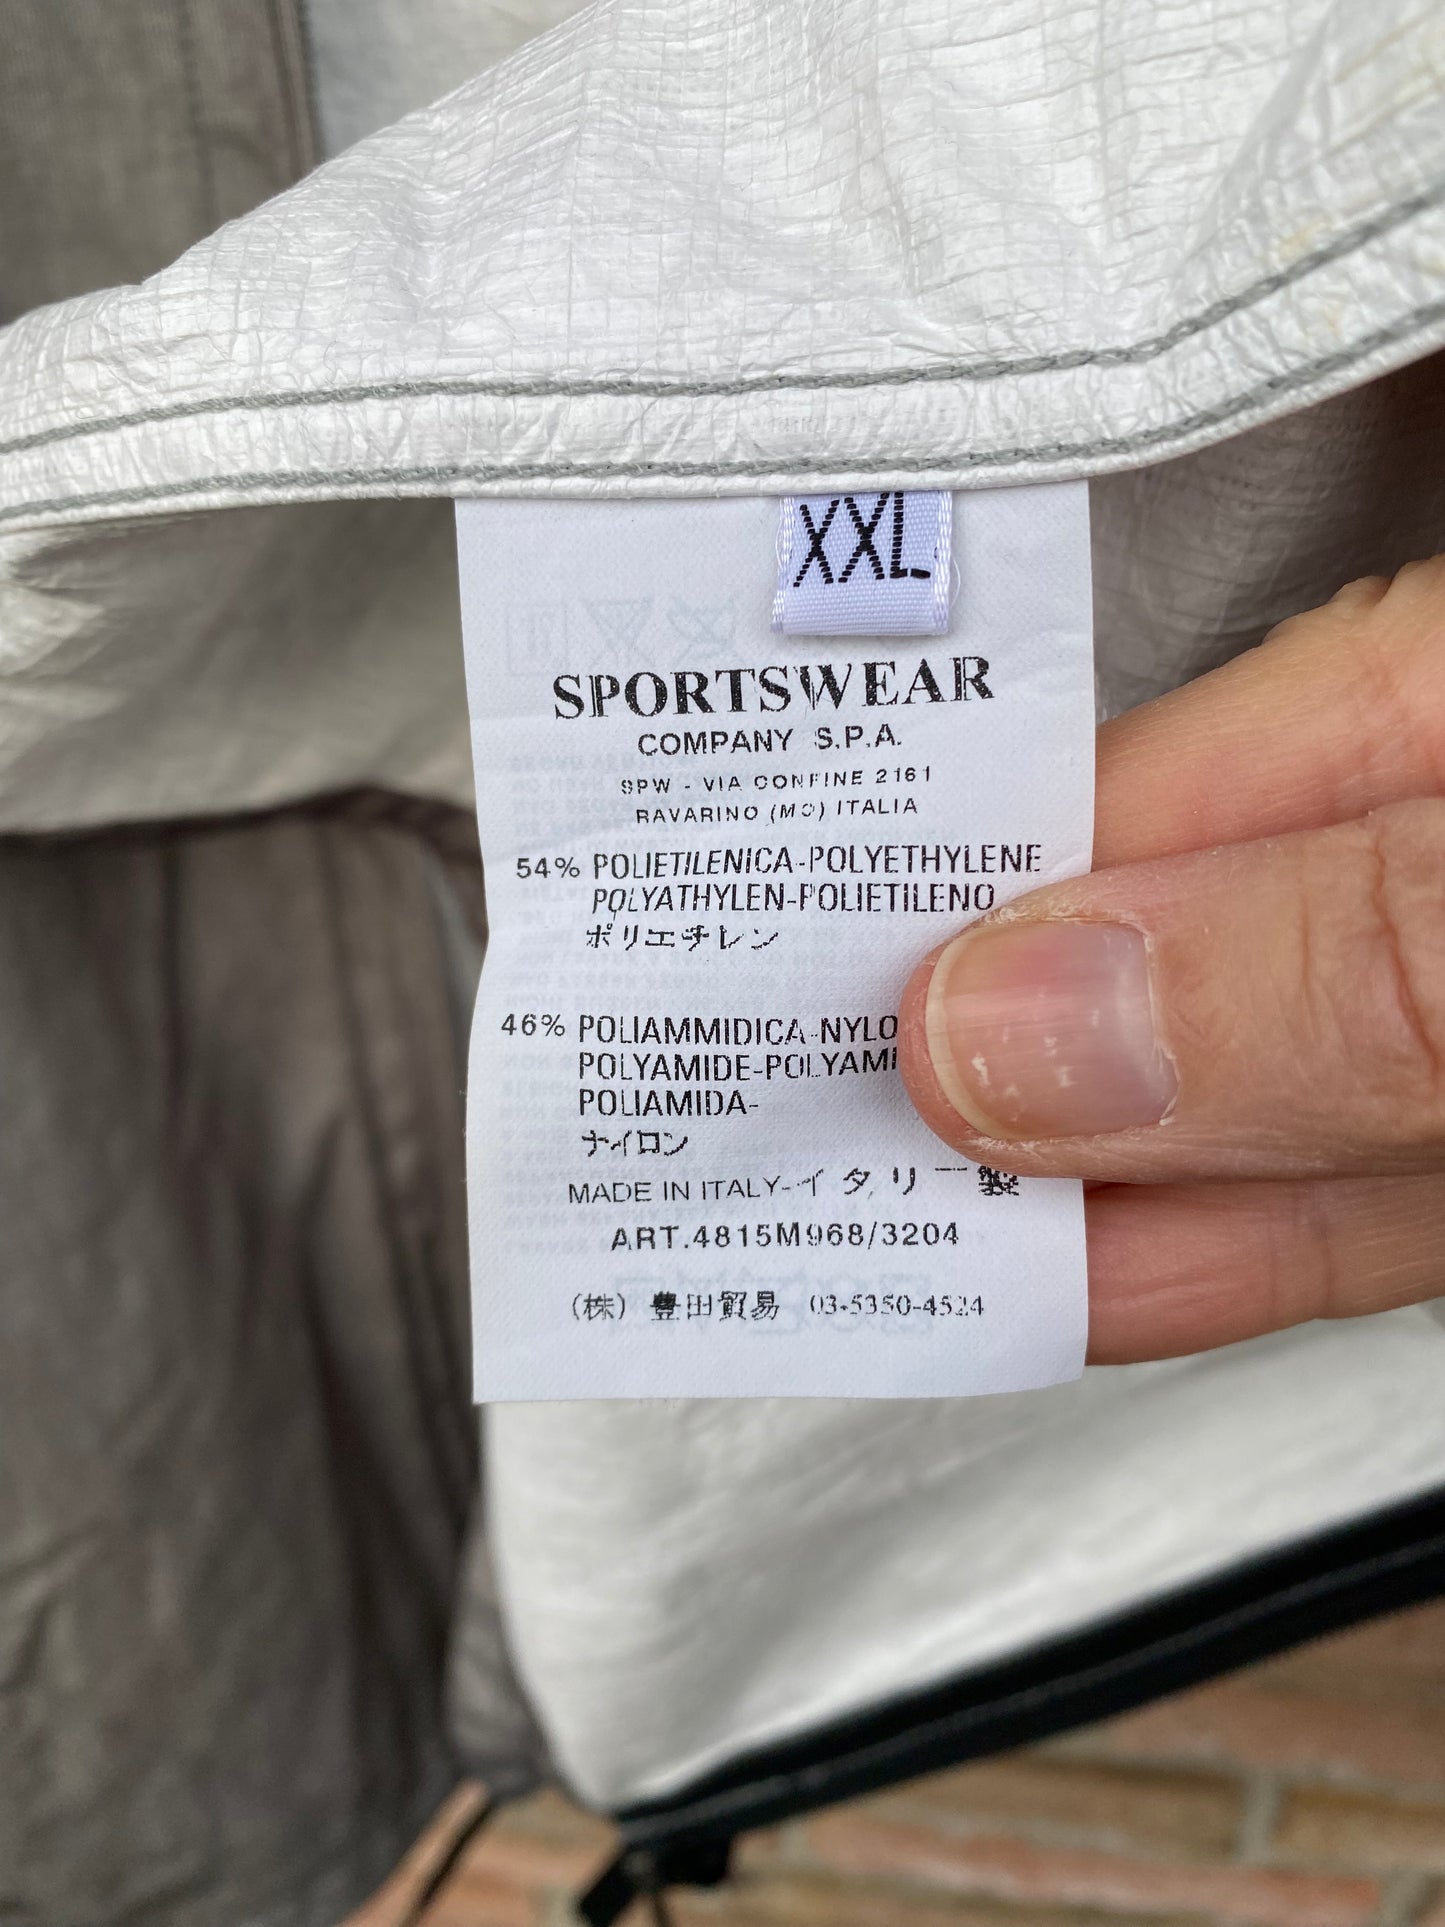 XXL
SPORTSWEAR
COMPANY S.P.A.
SPW - VIA CONFINE 2161
RAVARINO (MO) ITALIA
54% POLIETILENICA-POLYETHYLENE
POLYATHYLEN-POLIETILENO
ポリエチレン
46% POLIAMMIDICA-NYLO
POLYAMIDE-POLYAMI
POLIAMIDA-
ナイロン
MADE IN ITALY-イタリー製
ART.4815M968/3204
(株) 豊田貿易 03-5350-4524